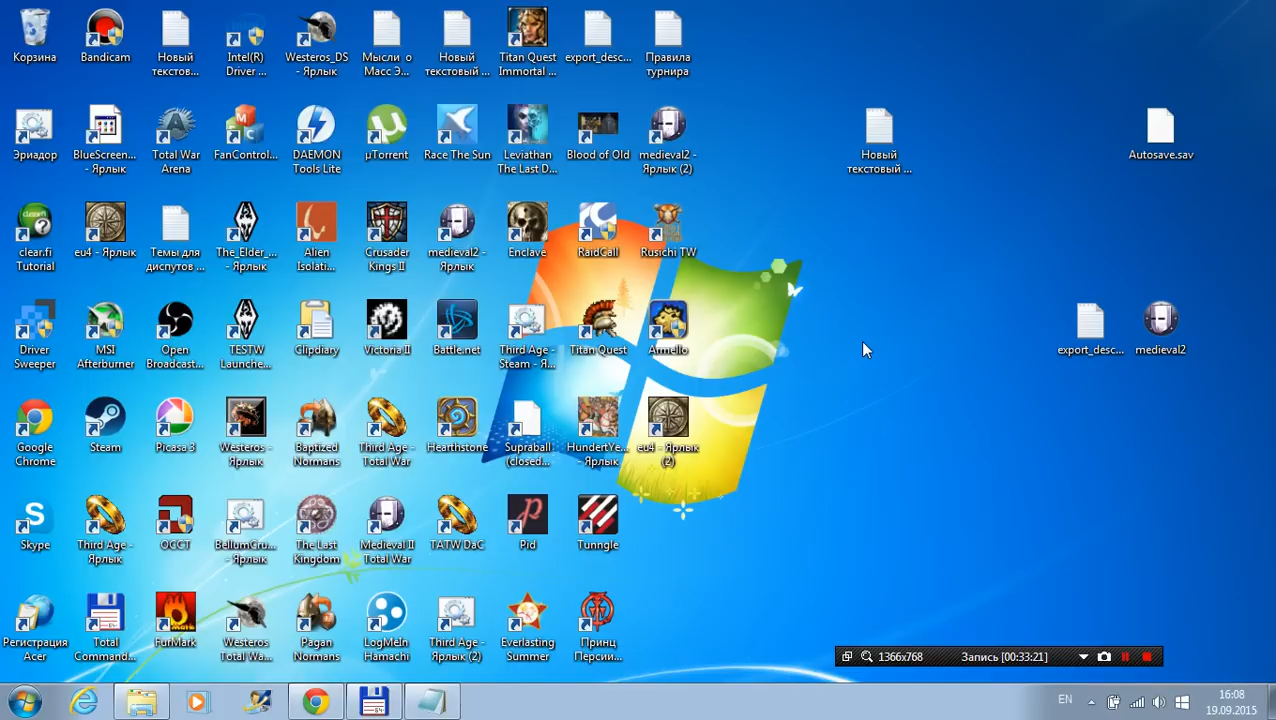 Корзина
Bandicam
Новый
текстов...
Intel(R)
Driver ...
Westeros_DS
- Ярлык
Мысли о
Масс Э...
Новый
текстовый ...
Titan Quest
Immortal ...
export_desc...
Правила
турнира
Эриадор
BlueScreen...
- Ярлык
Total War
Arena
FanControl...
DAEMON
Tools Lite
µTorrent
Race The Sun
Leviathan
The Last D...
Blood of Old
medieval2 -
Ярлык (2)
Новый
текстовый ...
Autosave.sav
clear.fi
Tutorial
eu4 - Ярлык
Темы для
диспутов ...
The_Elder_...
- Ярлык
Alien
Isolati...
Crusader
Kings II
medieval2 -
Ярлык
Enclave
RaidCall
Rusichi TW
Driver
Sweeper
MSI
Afterburner
Open
Broadcast...
TESTW
Launche...
Clipdiary
Victoria II
Battle.net
Third Age -
Steam - Я...
Titan Quest
Armello
export_desc...
medieval2
Google
Chrome
Steam
Picasa 3
Westeros -
Ярлык
Baptized
Normans
Third Age -
Total War
Hearthstone
Supraball
(closed...
HundertYe...
- Ярлык
eu4 - Ярлык
(2)
Skype
Third Age -
Ярлык
OCCT
BellumCru...
- Ярлык
The Last
Kingdom
Medieval II
Total War
TATW DaC
Pid
Tunngle
Регистрация
Acer
Total
Command...
FurMark
Westeros
Total Wa...
Pagan
Normans
LogMeIn
Hamachi
Third Age -
Ярлык (2)
Everlasting
Summer
Принц
Персии...
1366x768
Запись [00:33:21]
EN
16:08
19.09.2015